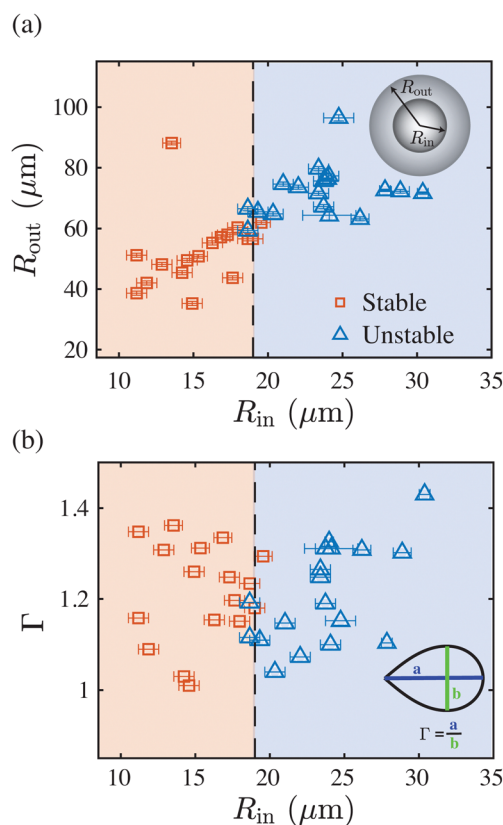 (a)
R_out
R_in
100
80
60
40
20
R_out (μm)
Stable
Unstable
10 15 20 25 30 35
R_in (μm)
(b)
1.4
1.2
1
Γ
a
b
Γ = a/b
10 15 20 25 30 35
R_in (μm)